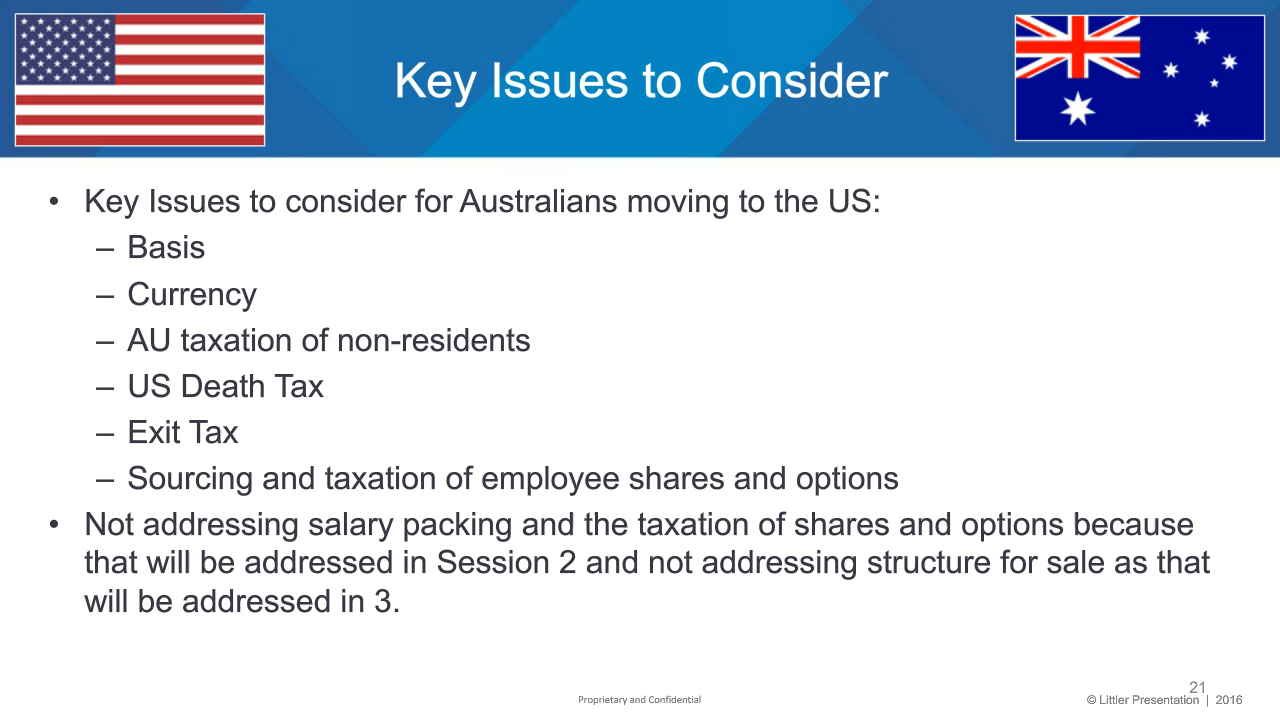 Key Issues to Consider
• Key Issues to consider for Australians moving to the US:
– Basis
– Currency
– AU taxation of non-residents
– US Death Tax
– Exit Tax
– Sourcing and taxation of employee shares and options
• Not addressing salary packing and the taxation of shares and options because
that will be addressed in Session 2 and not addressing structure for sale as that
will be addressed in 3.
21
Proprietary and Confidential
© Littler Presentation | 2016